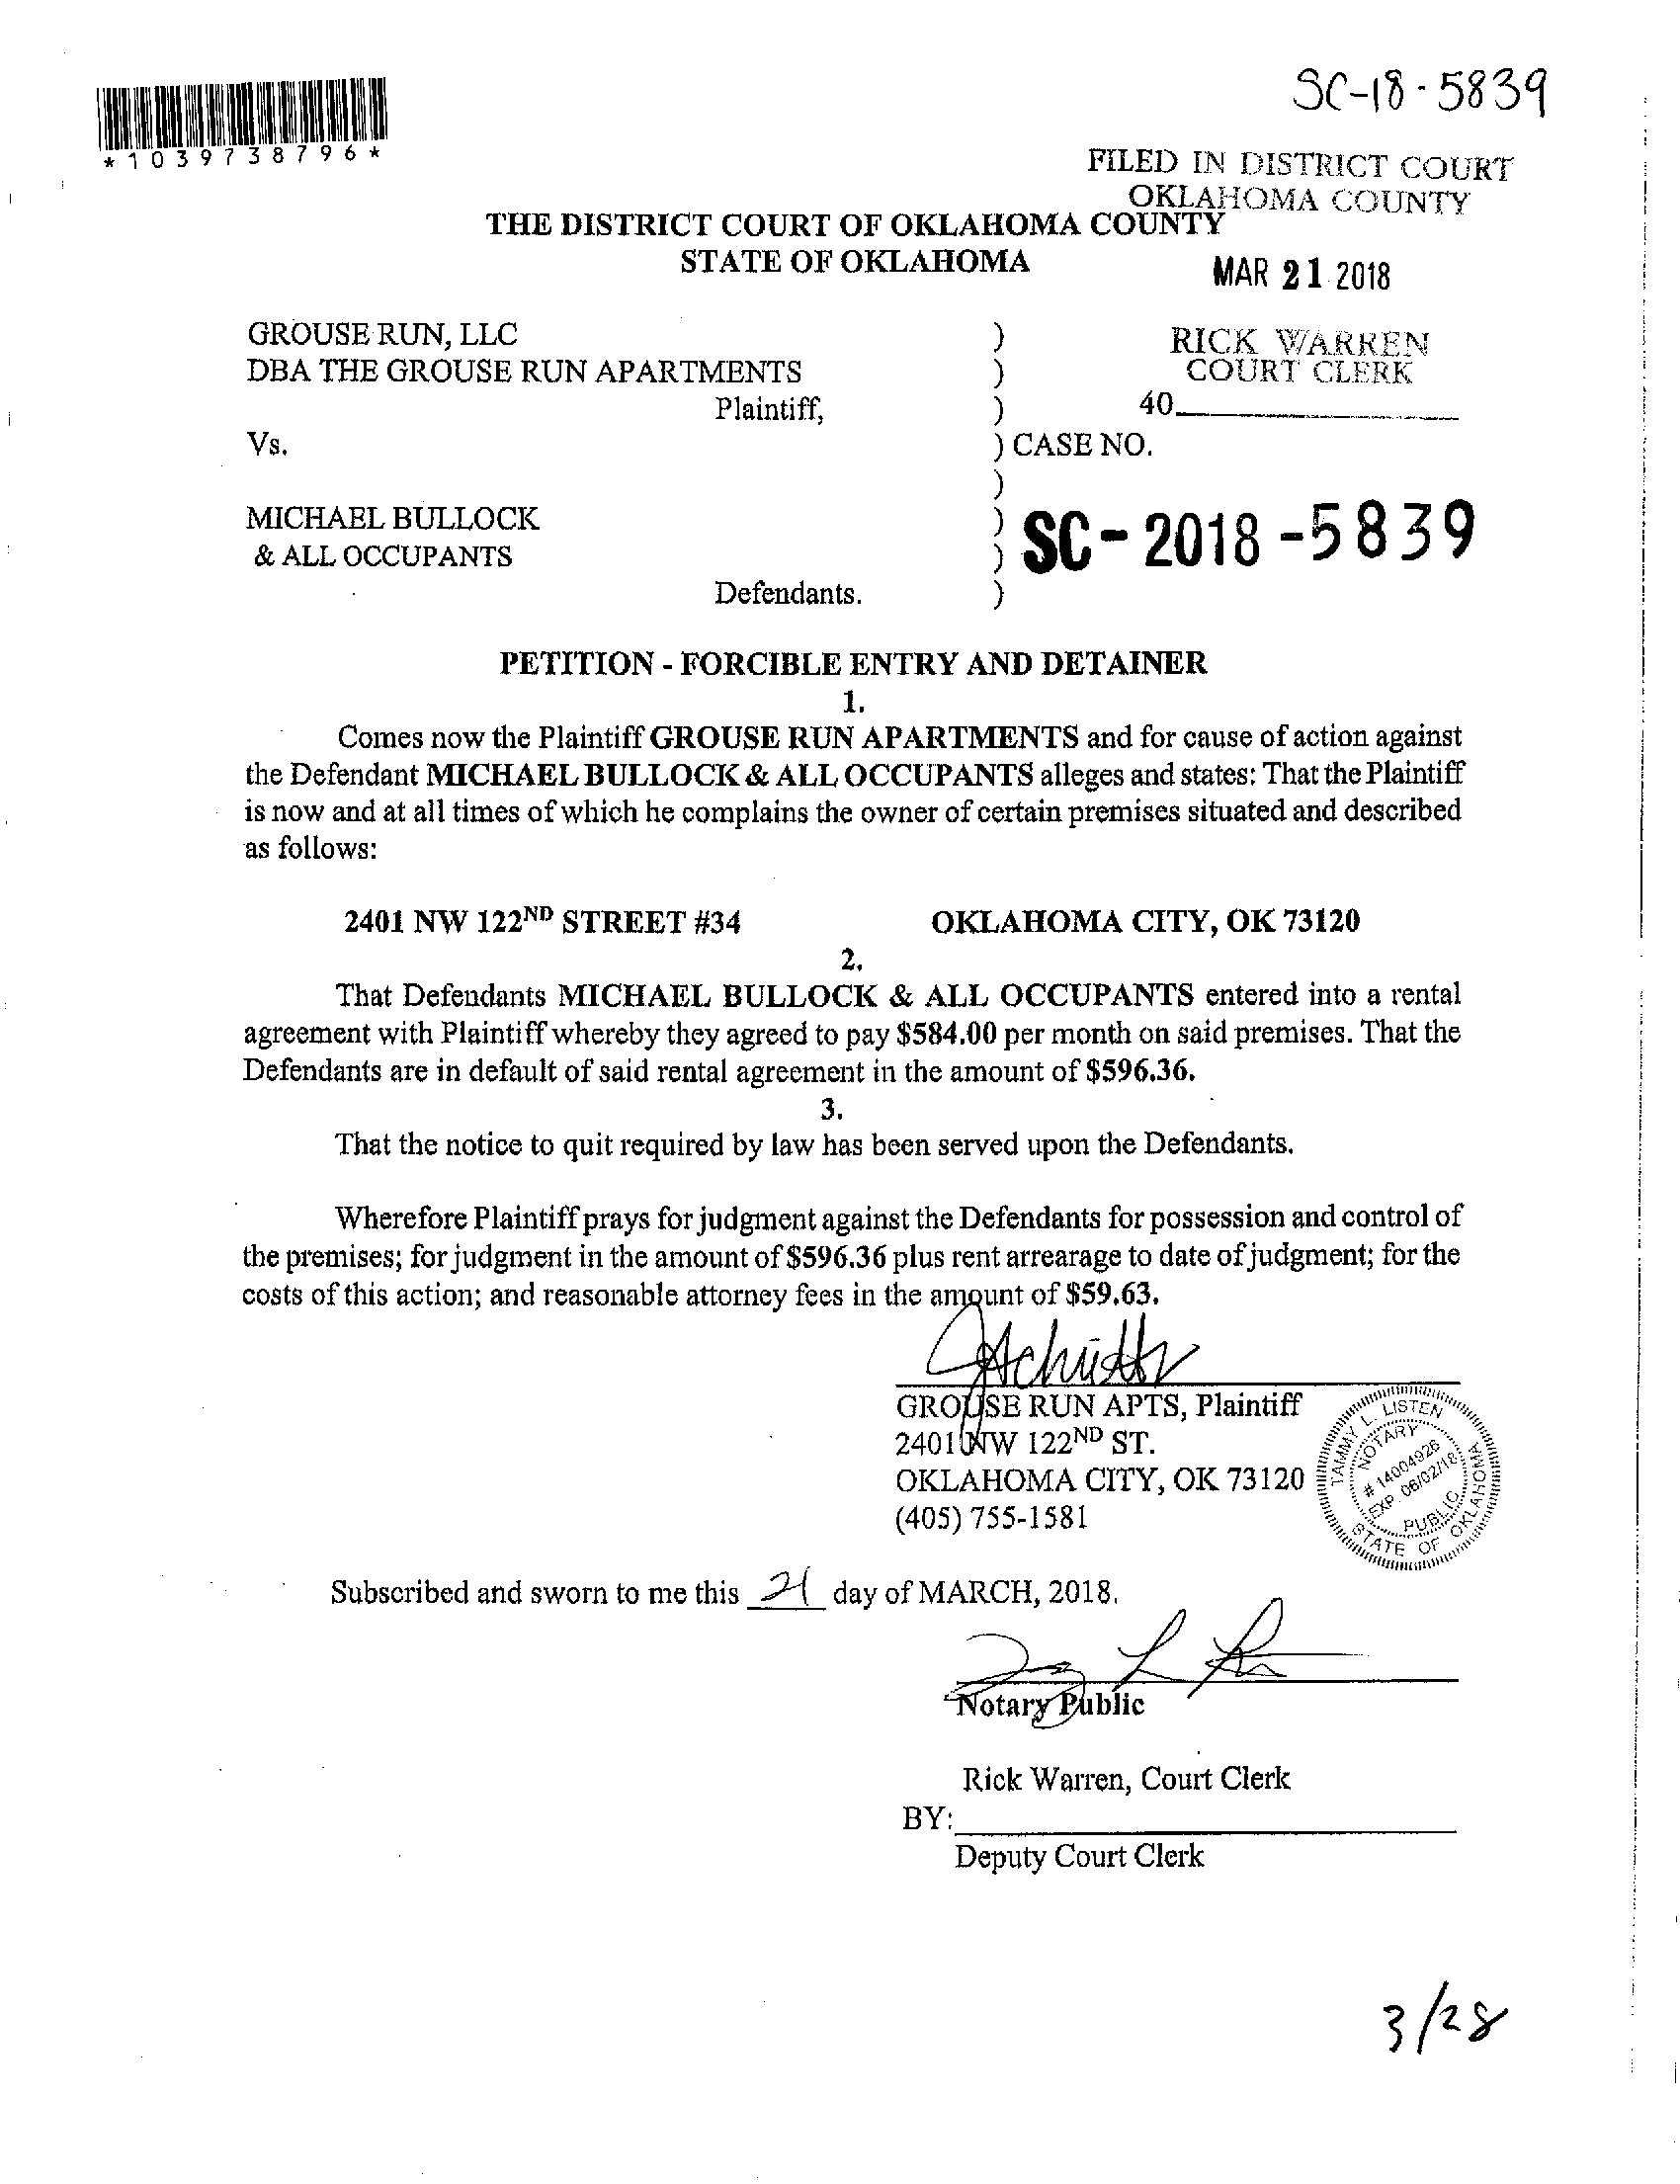 SC-18-5839
*1039738796*
FILED IN DISTRICT COURT
OKLAHOMA COUNTY
THE DISTRICT COURT OF OKLAHOMA COUNTY
STATE OF OKLAHOMA
MAR 21 2018
GROUSE RUN, LLC )
RICK WARREN
DBA THE GROUSE RUN APARTMENTS )
COURT CLERK
Plaintiff, )
40
Vs. ) CASE NO.
)
MICHAEL BULLOCK )
SC-2018-5839
& ALL OCCUPANTS )
Defendants. )
PETITION - FORCIBLE ENTRY AND DETAINER
1.
Comes now the Plaintiff GROUSE RUN APARTMENTS and for cause of action against
the Defendant MICHAEL BULLOCK & ALL OCCUPANTS alleges and states: That the Plaintiff
is now and at all times of which he complains the owner of certain premises situated and described
as follows:
2401 NW 122ND STREET #34 OKLAHOMA CITY, OK 73120
2.
That Defendants MICHAEL BULLOCK & ALL OCCUPANTS entered into a rental
agreement with Plaintiff whereby they agreed to pay $584.00 per month on said premises. That the
Defendants are in default of said rental agreement in the amount of $596.36.
3.
That the notice to quit required by law has been served upon the Defendants.
Wherefore Plaintiff prays for judgment against the Defendants for possession and control of
the premises; for judgment in the amount of $596.36 plus rent arrearage to date of judgment; for the
costs of this action; and reasonable attorney fees in the amount of $59.63.
GROUSE RUN APTS, Plaintiff
2401 NW 122ND ST.
OKLAHOMA CITY, OK 73120
(405) 755-1581
TAMMY L. LISTEN
NOTARY
# 14004926
EXP. 06/02/18
PUBLIC
STATE OF OKLAHOMA
Subscribed and sworn to me this 21 day of MARCH, 2018.
Notary Public
Rick Warren, Court Clerk
BY:
Deputy Court Clerk
3/28